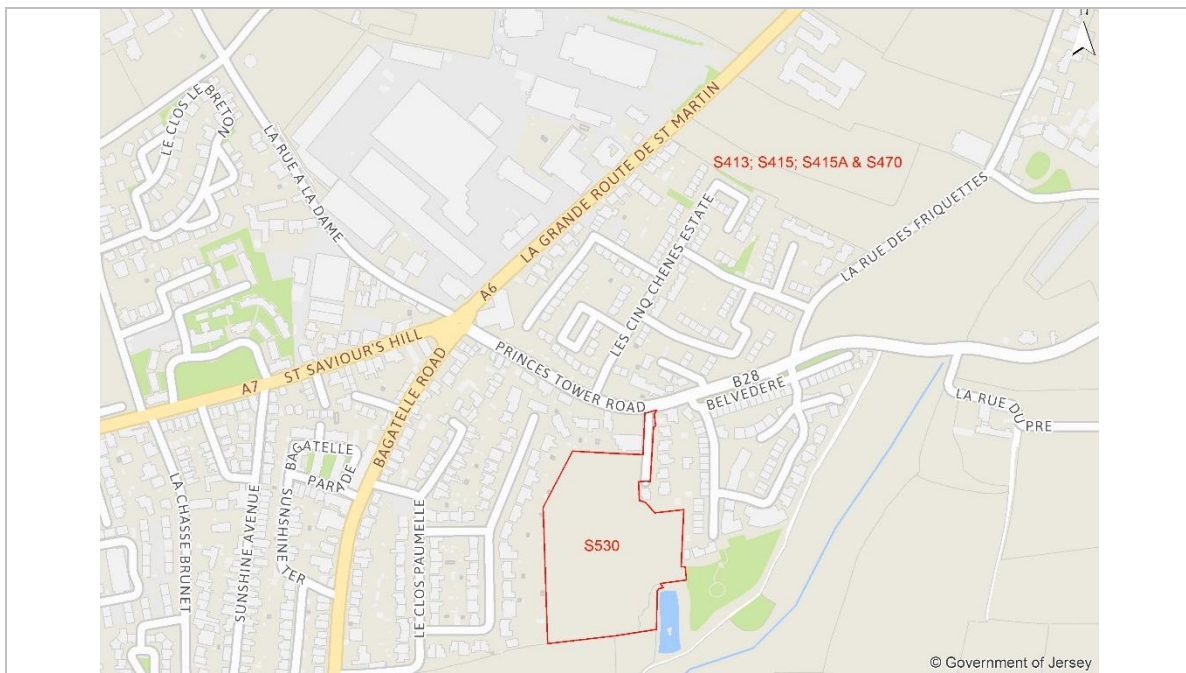 LE CLOS LE
BRETON
NON
LA RUE A LA DAME
LA GRANDE ROUTE DE ST MARTIN
S413; S415; S415A & S470
LA RUE DES FRIQUETTES
LES CINQ CHENES ESTATE
A6
ST SAVIOUR'S HILL
A7
PRINCES TOWER ROAD
B28
BELVEDERE
LA RUE DU PRE
BAGATELLE ROAD
BAGATELLE
PARADE
SUNSHINE TER
SUNSHINE AVENUE
LA CHASSE BRUNET
LE CLOS PAUMELLE
S530
© Government of Jersey